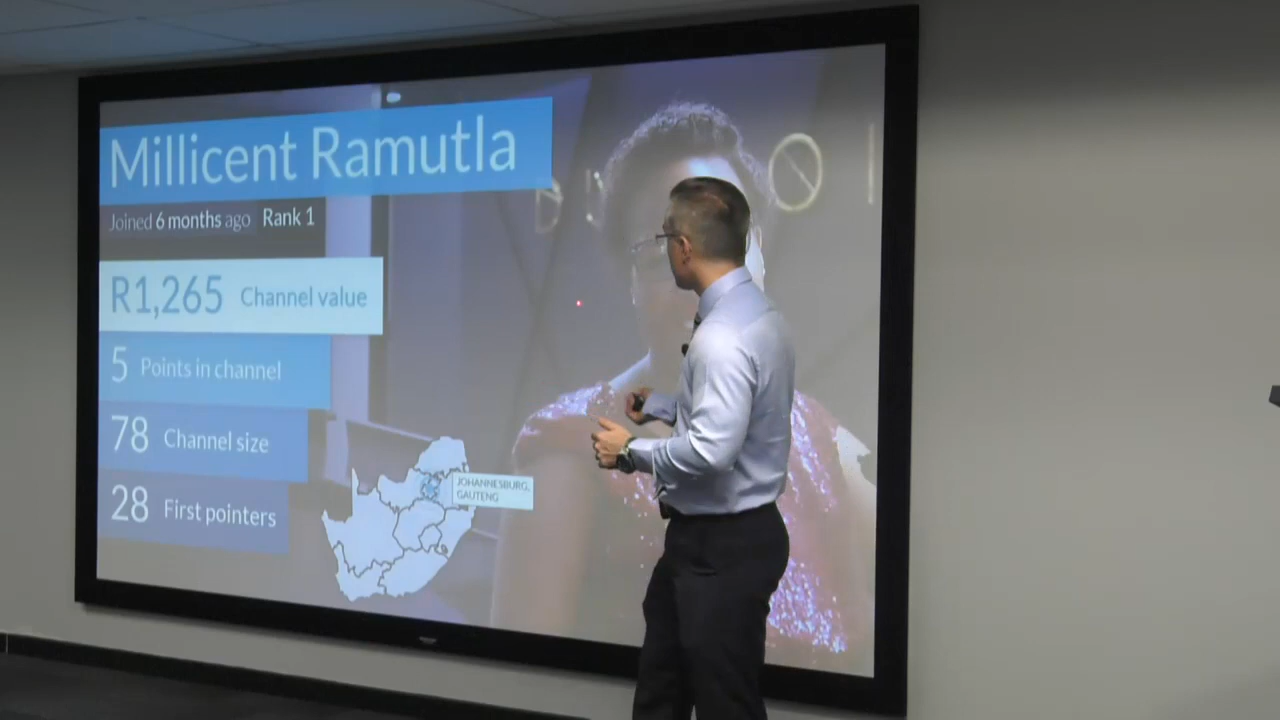 Millicent Ramutla
Joined 6 months ago Rank 1
R1,265 Channel value
5 Points in channel
78 Channel size
28 First pointers
JOHANNESBURG,
GAUTENG